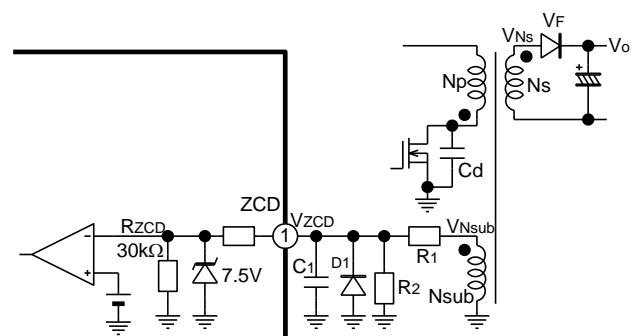 VF
VNs
Vo
+
Np
Ns
Cd
ZCD
RZCD
VZCD
VNsub
1
30kΩ
7.5V
C1
D1
R2
R1
Nsub
−
+